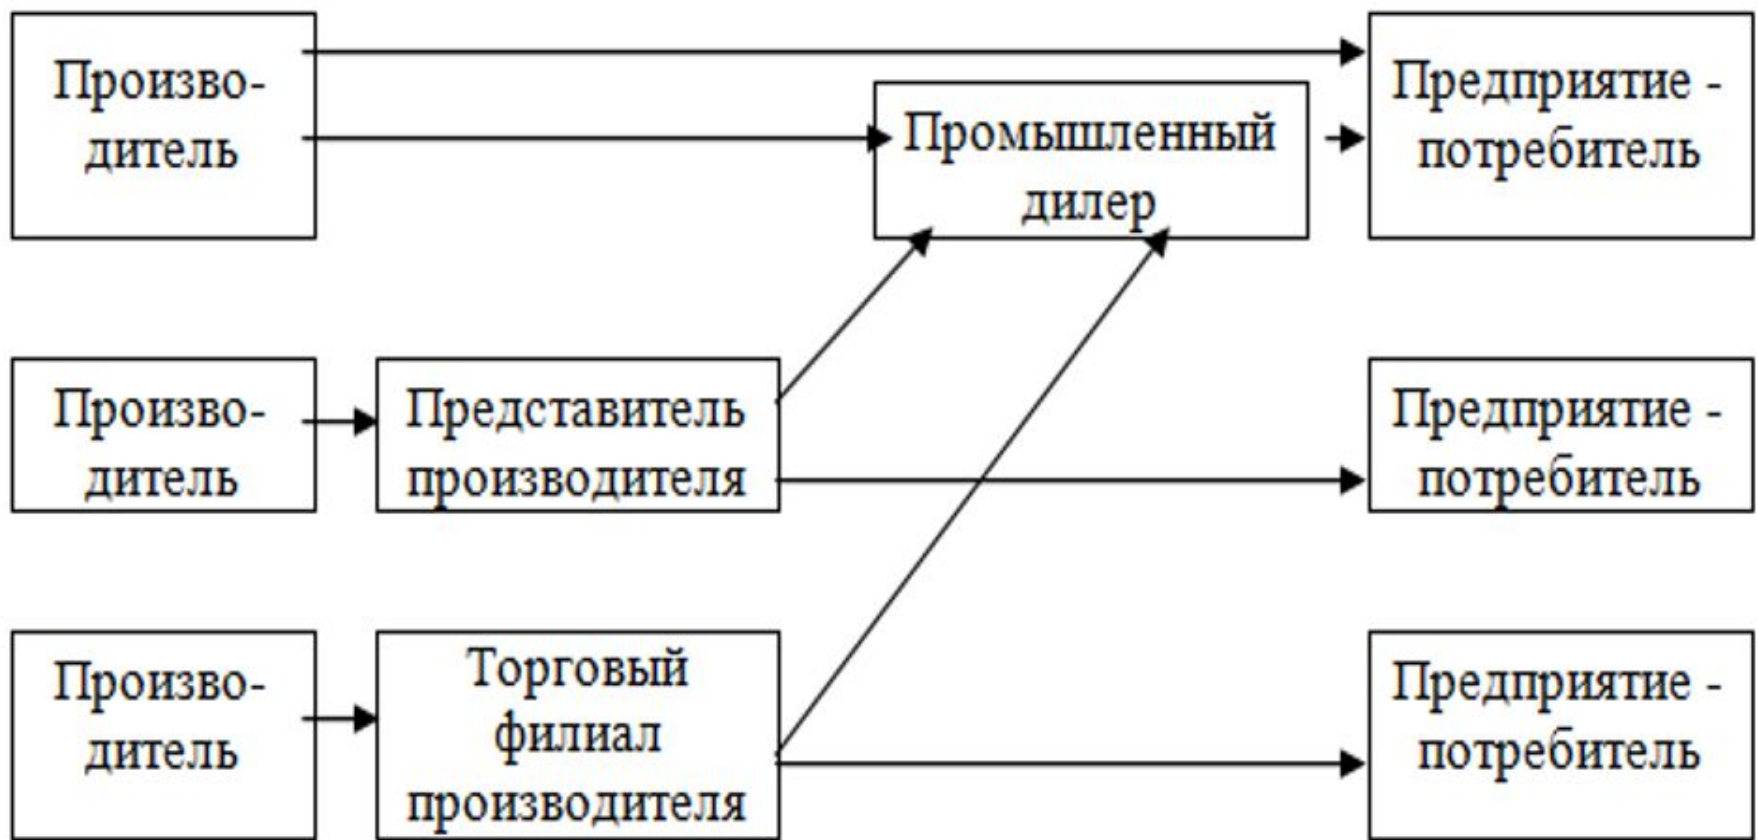 Произво-
дитель
Промышленный
дилер
Предприятие -
потребитель
Произво-
дитель
Представитель
производителя
Предприятие -
потребитель
Произво-
дитель
Торговый
филиал
производителя
Предприятие -
потребитель